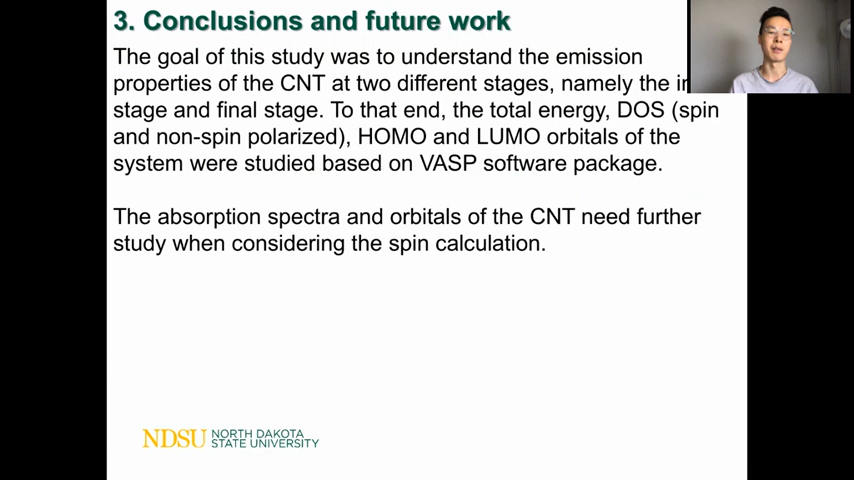 3. Conclusions and future work
The goal of this study was to understand the emission
properties of the CNT at two different stages, namely the
stage and final stage. To that end, the total energy, DOS (spin
and non-spin polarized), HOMO and LUMO orbitals of the
system were studied based on VASP software package.
The absorption spectra and orbitals of the CNT need further
study when considering the spin calculation.
NDSU NORTH DAKOTA
STATE UNIVERSITY